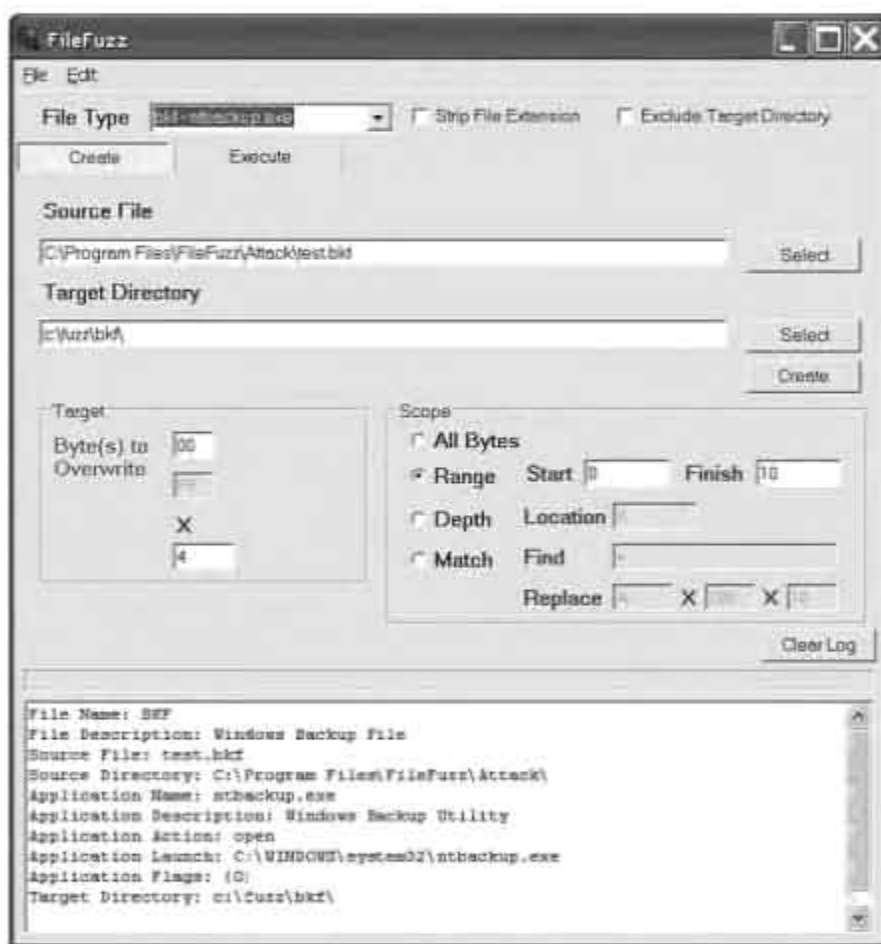 FileFuzz
File Edit
File Type bkf - ntbackup.exe Strip File Extension Exclude Target Directory
Create Execute
Source File
C:\Program Files\FileFuzz\Attack\test.bkf Select
Target Directory
c:\fuzz\bkf\ Select
Create
Target
Byte(s) to Overwrite 00
X
4
Scope
All Bytes
Range Start 0 Finish 10
Depth Location
Match Find
Replace X X 10
Clear Log
File Name: BKF
File Description: Windows Backup File
Source File: test.bkf
Source Directory: C:\Program Files\FileFuzz\Attack\
Application Name: ntbackup.exe
Application Description: Windows Backup Utility
Application Action: open
Application Launch: C:\WINDOWS\system32\ntbackup.exe
Application Flags: {0}
Target Directory: c:\fuzz\bkf\